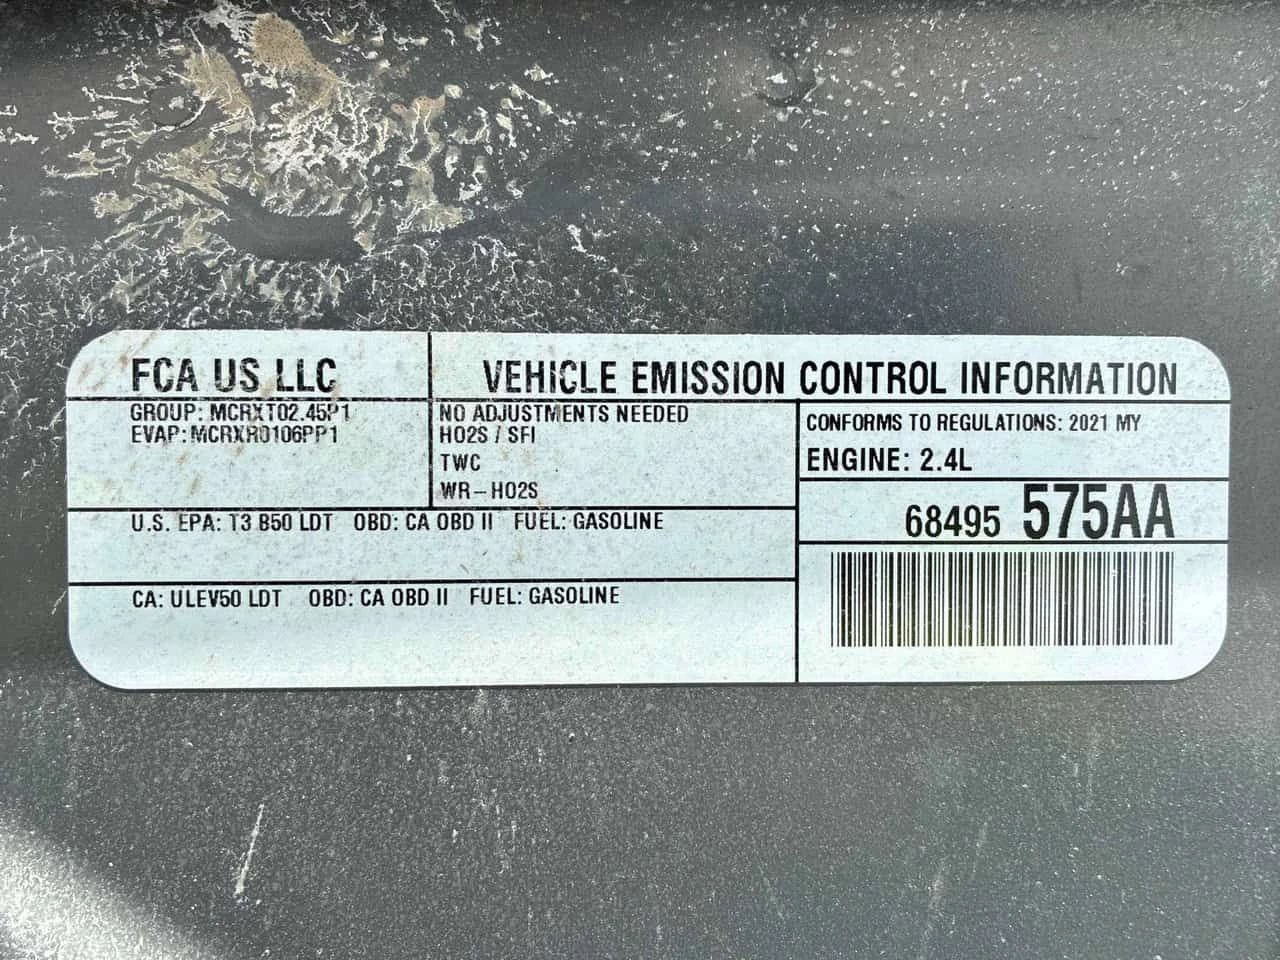 FCA US LLC
VEHICLE EMISSION CONTROL INFORMATION
GROUP: MCRXT02.45P1
EVAP: MCRXR0106PP1
NO ADJUSTMENTS NEEDED
HO2S / SFI
TWC
WR-HO2S
CONFORMS TO REGULATIONS: 2021 MY
ENGINE: 2.4L
68495 575AA
U.S. EPA: T3 B50 LDT OBD: CA OBD II FUEL: GASOLINE
CA: ULEV50 LDT OBD: CA OBD II FUEL: GASOLINE